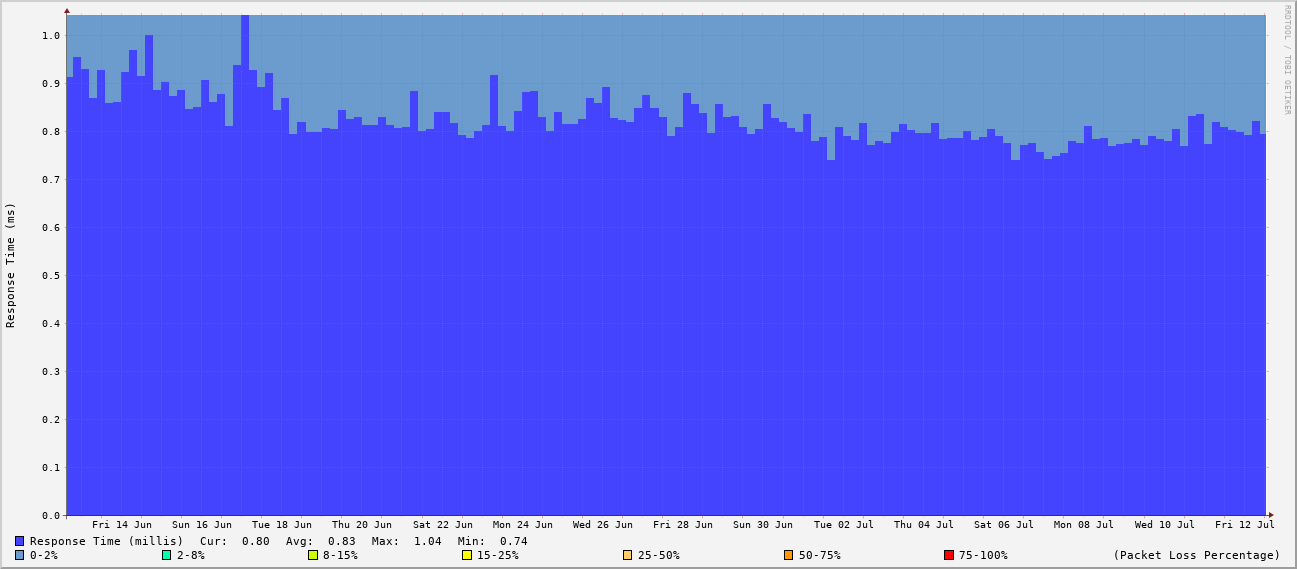 RRDTOOL / TOBI OETIKER
Response Time (ms)
1.0
0.9
0.8
0.7
0.6
0.5
0.4
0.3
0.2
0.1
0.0
Fri 14 Jun Sun 16 Jun Tue 18 Jun Thu 20 Jun Sat 22 Jun Mon 24 Jun Wed 26 Jun Fri 28 Jun Sun 30 Jun Tue 02 Jul Thu 04 Jul Sat 06 Jul Mon 08 Jul Wed 10 Jul Fri 12 Jul
Response Time (millis) Cur: 0.80 Avg: 0.83 Max: 1.04 Min: 0.74
0-2% 2-8% 8-15% 15-25% 25-50% 50-75% 75-100% (Packet Loss Percentage)